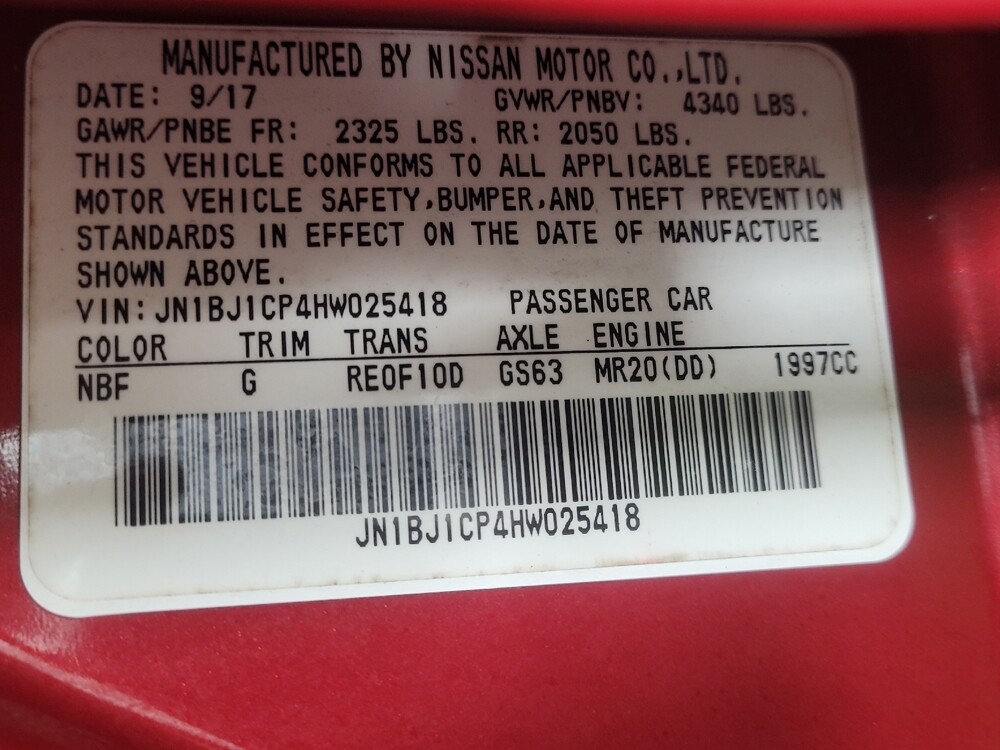 MANUFACTURED BY NISSAN MOTOR CO.,LTD.
DATE: 9/17 GVWR/PNBV: 4340 LBS.
GAWR/PNBE FR: 2325 LBS. RR: 2050 LBS.
THIS VEHICLE CONFORMS TO ALL APPLICABLE FEDERAL
MOTOR VEHICLE SAFETY,BUMPER,AND THEFT PREVENTION
STANDARDS IN EFFECT ON THE DATE OF MANUFACTURE
SHOWN ABOVE.
VIN:JN1BJ1CP4HW025418 PASSENGER CAR
COLOR TRIM TRANS AXLE ENGINE
NBF G RE0F10D GS63 MR20(DD) 1997CC
JN1BJ1CP4HW025418